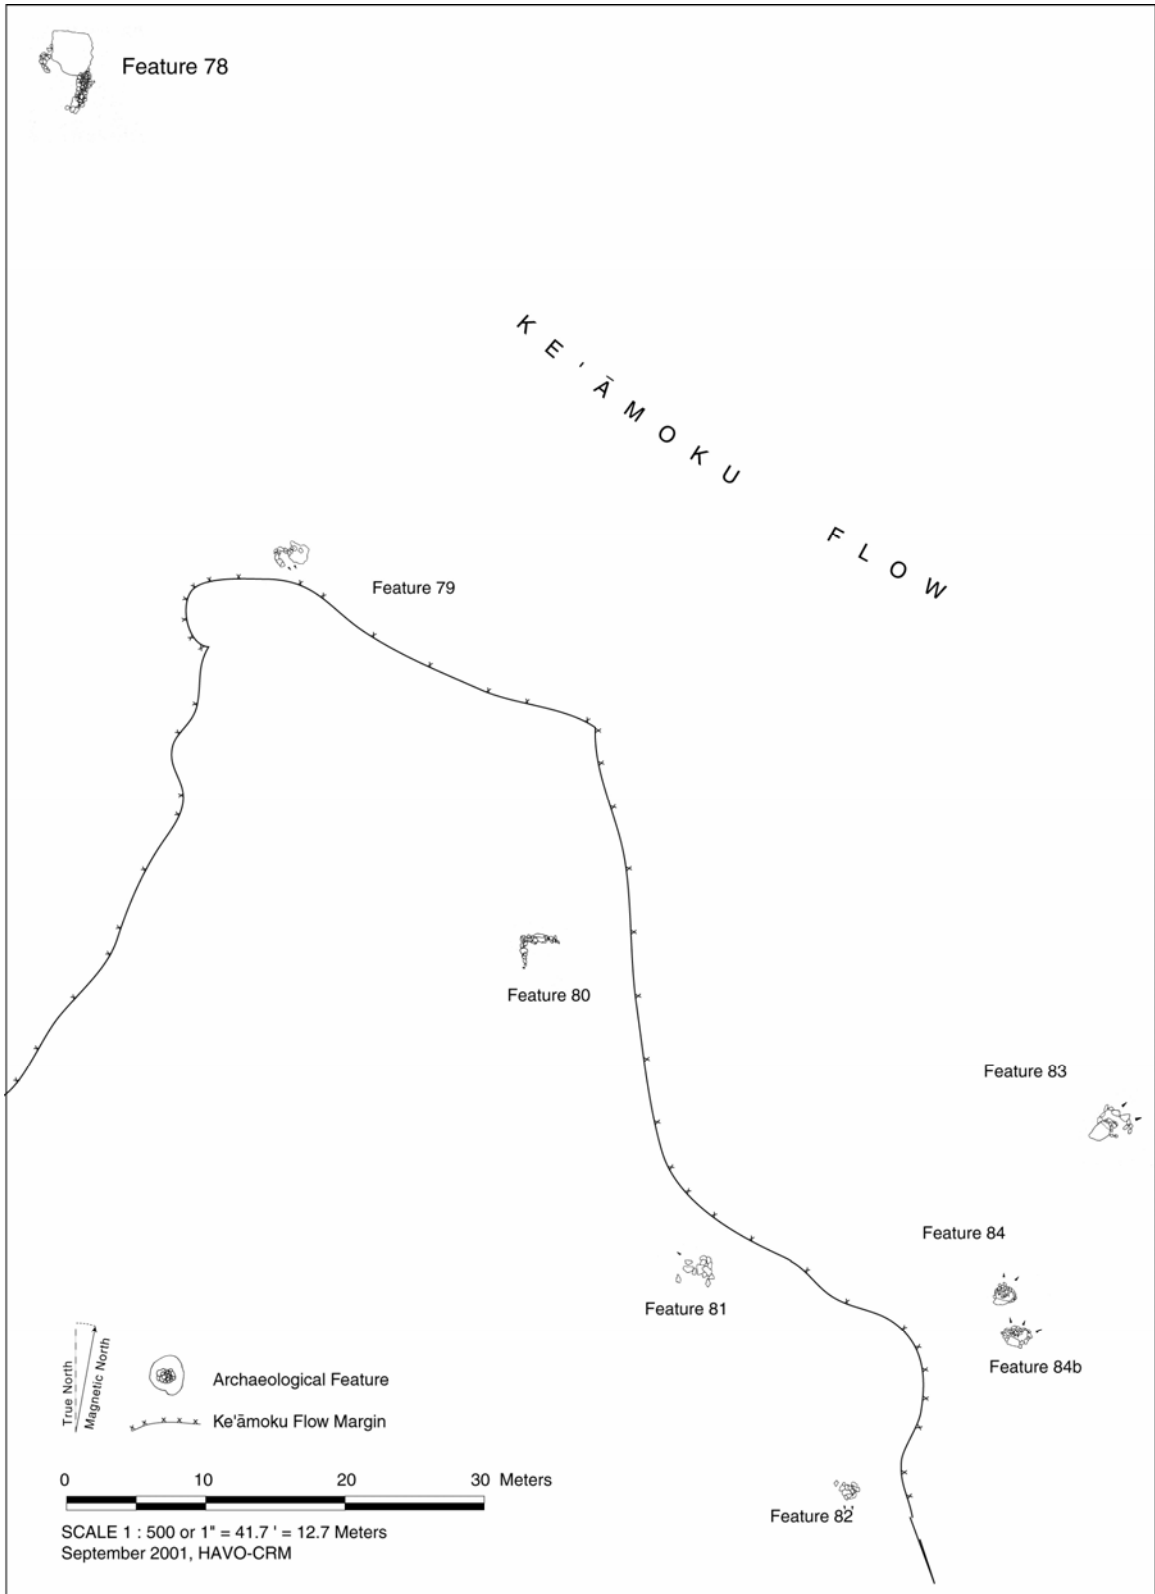 Feature 78
KE'ĀMOKU FLOW
Feature 79
Feature 80
Feature 83
Feature 84
Feature 81
Feature 84b
True North
Magnetic North
Archaeological Feature
Ke'āmoku Flow Margin
0 10 20 30 Meters
Feature 82
SCALE 1 : 500 or 1" = 41.7 ' = 12.7 Meters
September 2001, HAVO-CRM